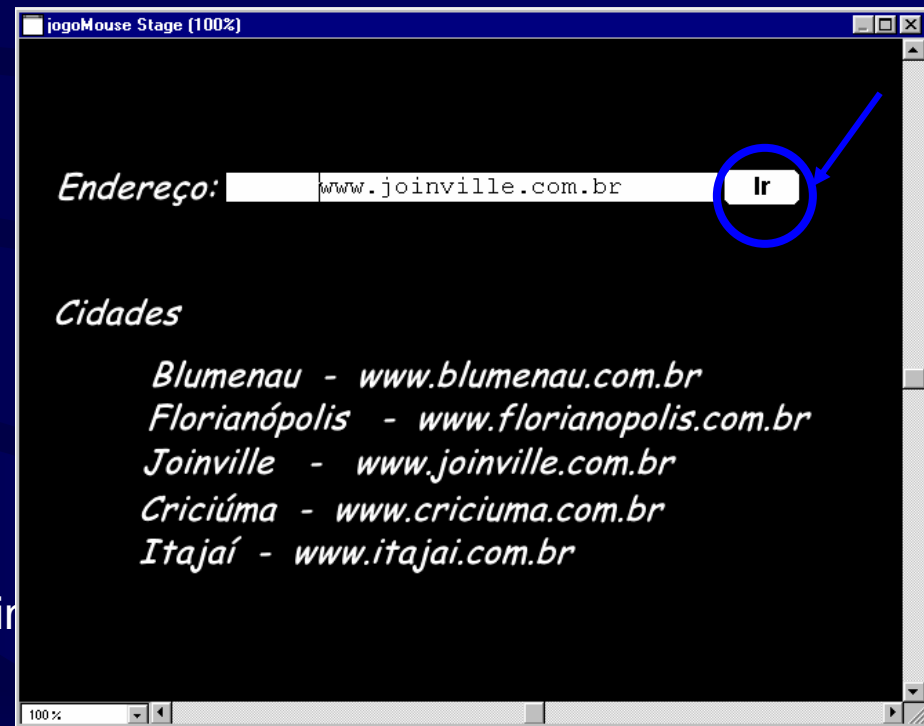 jogoMouse Stage (100%)
Endereço: www.joinville.com.br Ir
Cidades
Blumenau - www.blumenau.com.br
Florianópolis - www.florianopolis.com.br
Joinville - www.joinville.com.br
Criciúma - www.criciuma.com.br
Itajaí - www.itajai.com.br
100%